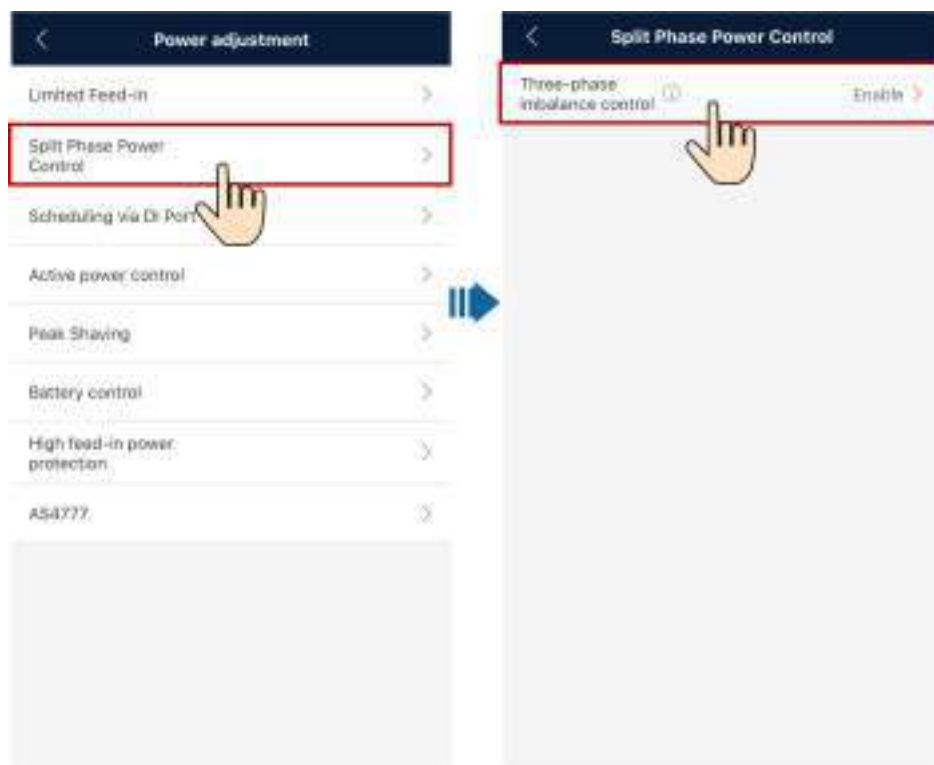 Power adjustment
Limited Feed-in
Split Phase Power
Control
Scheduling via DI Port
Active power control
Peak Shaving
Battery control
High feed-in power
protection
AS4777
Split Phase Power Control
Three-phase
imbalance control
Enable